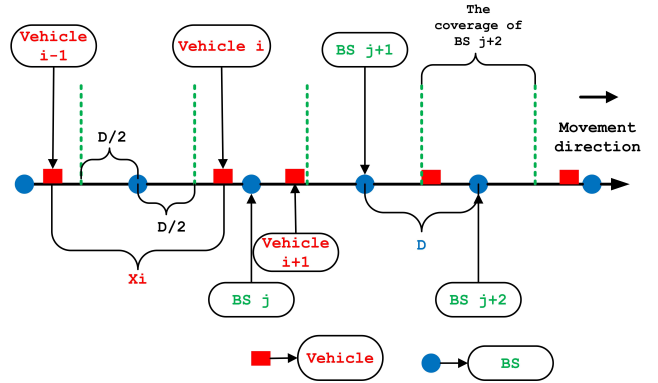 The
coverage of
BS j+2
Vehicle
i-1
Vehicle i
BS j+1
D/2
Movement
direction
D/2
Vehicle
i+1
D
Xi
BS j
BS j+2
Vehicle
BS